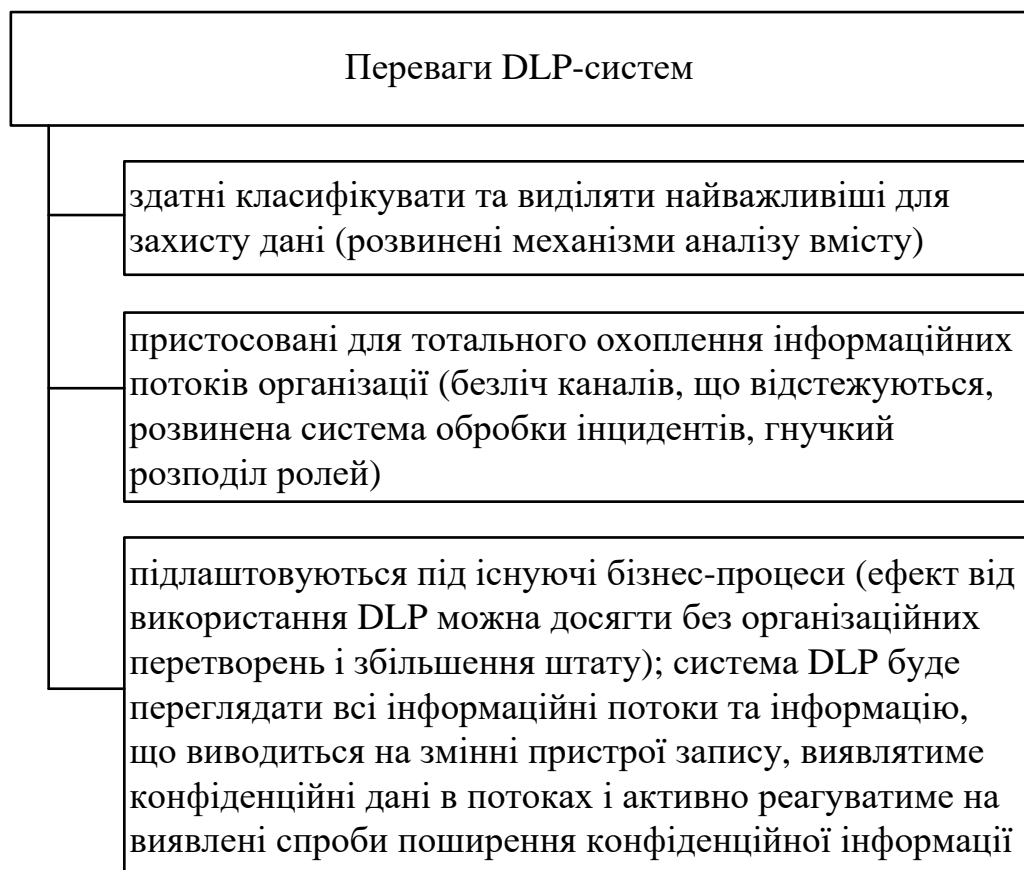 Переваги DLP-систем
здатні класифікувати та виділяти найважливіші для
захисту дані (розвинені механізми аналізу вмісту)
пристосовані для тотального охоплення інформаційних
потоків організації (безліч каналів, що відстежуються,
розвинена система обробки інцидентів, гнучкий
розподіл ролей)
підлаштовуються під існуючі бізнес-процеси (ефект від
використання DLP можна досягти без організаційних
перетворень і збільшення штату); система DLP буде
переглядати всі інформаційні потоки та інформацію,
що виводиться на змінні пристрої запису, виявлятиме
конфіденційні дані в потоках і активно реагуватиме на
виявлені спроби поширення конфіденційної інформації